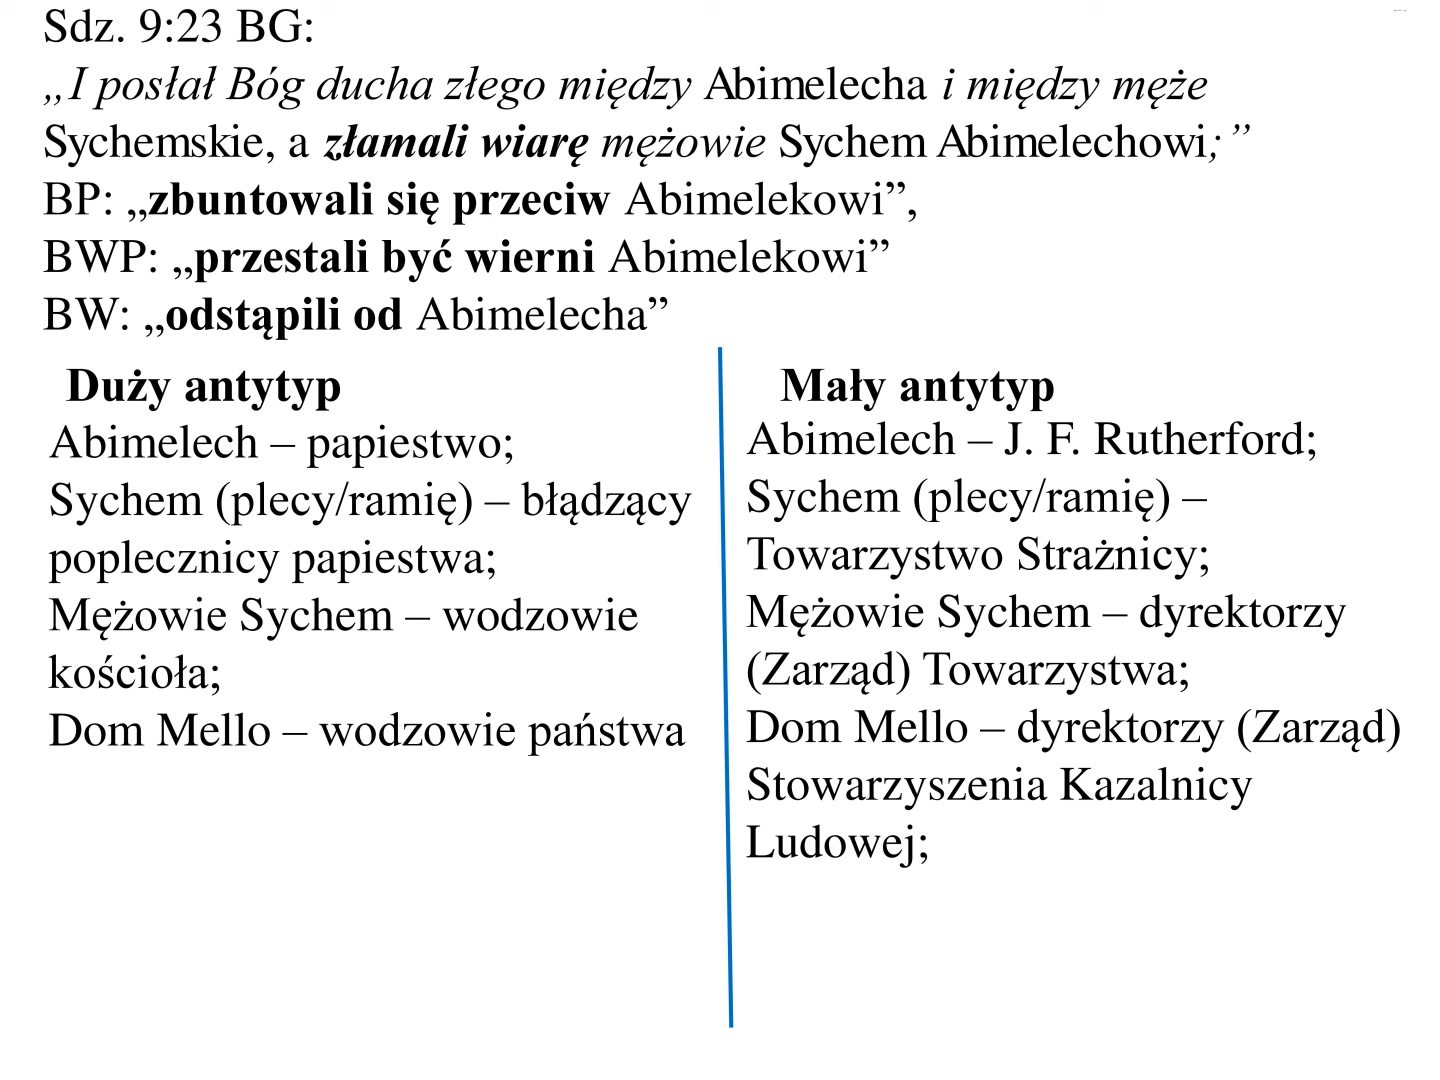 Sdz. 9:23 BG:
„I posłał Bóg ducha złego między Abimelecha i między męże
Sychemskie, a złamali wiarę mężowie Sychem Abimelechowi;”
BP: „zbuntowali się przeciw Abimelekowi”,
BWP: „przestali być wierni Abimelekowi”
BW: „odstąpili od Abimelecha”
Duży antytyp
Abimelech – papiestwo;
Sychem (plecy/ramię) – błądzący
poplecznicy papiestwa;
Mężowie Sychem – wodzowie
kościoła;
Dom Mello – wodzowie państwa
Mały antytyp
Abimelech – J. F. Rutherford;
Sychem (plecy/ramię) –
Towarzystwo Strażnicy;
Mężowie Sychem – dyrektorzy
(Zarząd) Towarzystwa;
Dom Mello – dyrektorzy (Zarząd)
Stowarzyszenia Kazalnicy
Ludowej;